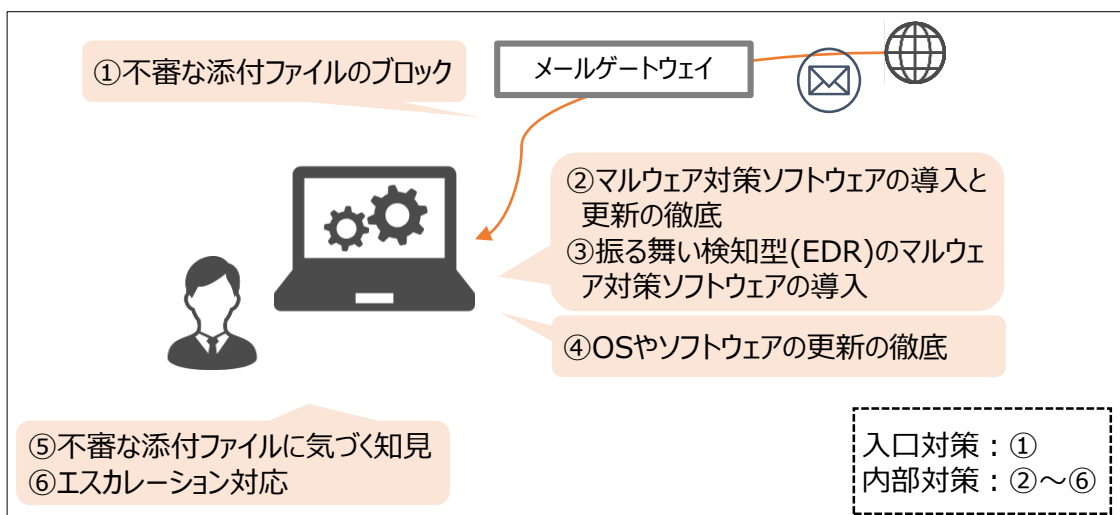 ①不審な添付ファイルのブロック
メールゲートウェイ
②マルウェア対策ソフトウェアの導入と
更新の徹底
③振る舞い検知型(EDR)のマルウェ
ア対策ソフトウェアの導入
④OSやソフトウェアの更新の徹底
⑤不審な添付ファイルに気づく知見
⑥エスカレーション対応
入口対策：①
内部対策：②～⑥